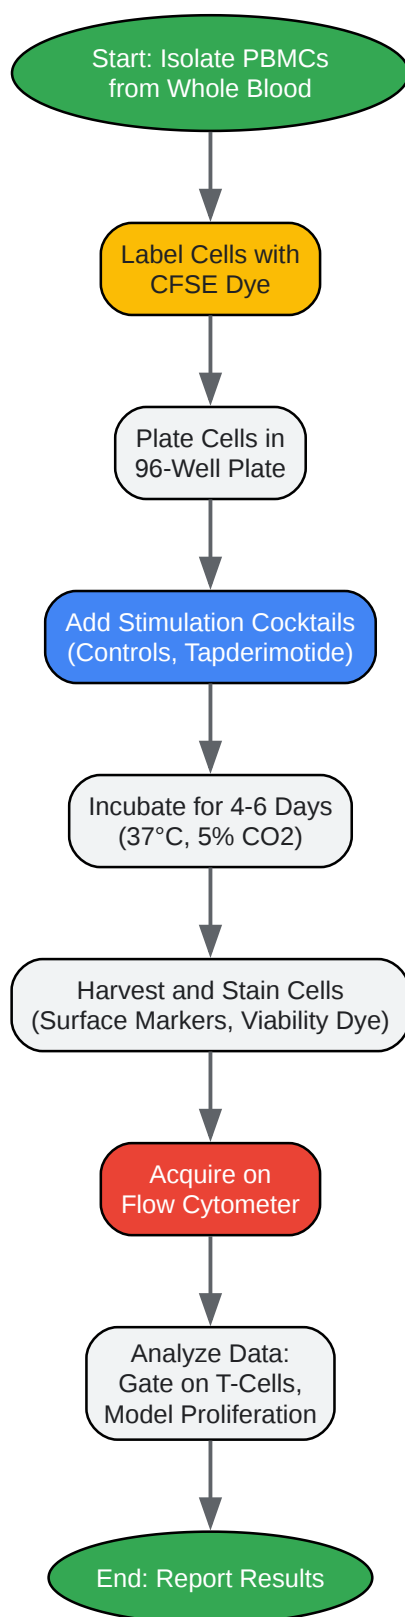 Start: Isolate PBMCs
from Whole Blood
Label Cells with
CFSE Dye
Plate Cells in
96-Well Plate
Add Stimulation Cocktails
(Controls, Tapderimotide)
Incubate for 4-6 Days
(37°C, 5% CO2)
Harvest and Stain Cells
(Surface Markers, Viability Dye)
Acquire on
Flow Cytometer
Analyze Data:
Gate on T-Cells,
Model Proliferation
End: Report Results